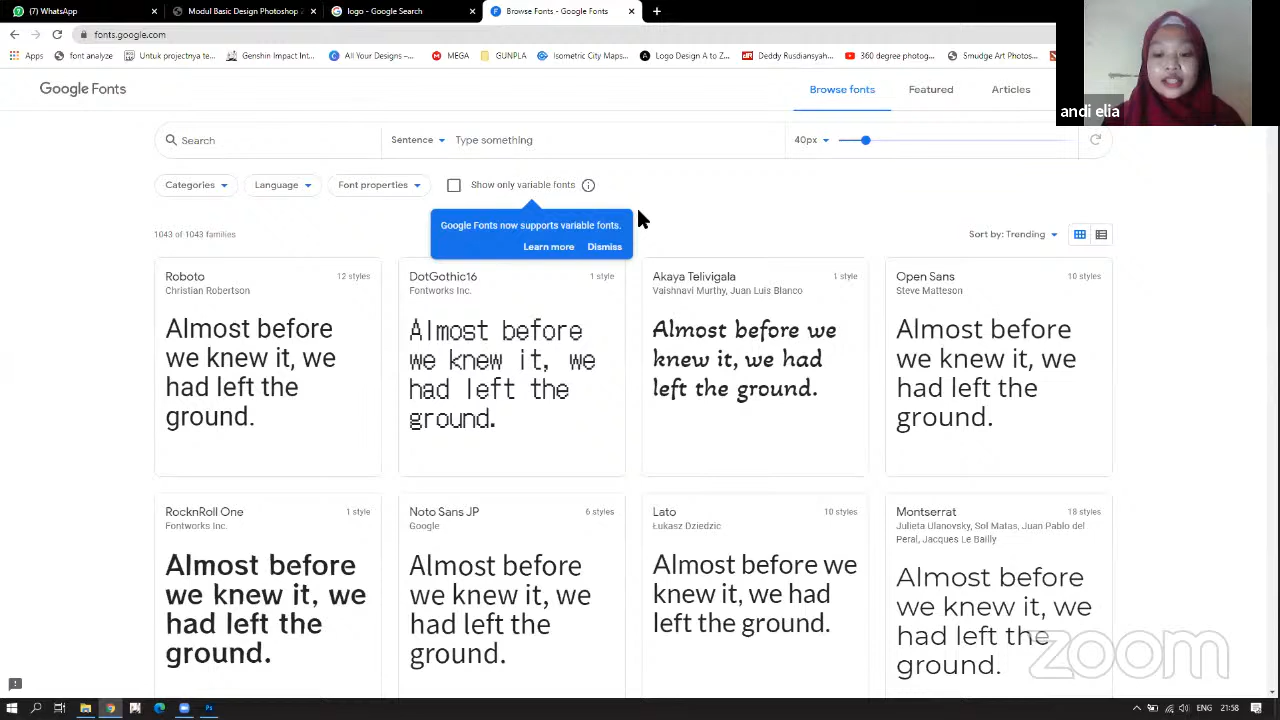 (7) WhatsApp
Modul Basic Design Photoshop 2
logo - Google Search
Browse Fonts - Google Fonts
fonts.google.com
Apps
font analyze
Untuk projectmya te...
Genshin Impact Int...
All Your Designs –...
MEGA
GUNPLA
Isometric City Maps...
Logo Design A to Z...
Deddy Rusdiansyah...
360 degree photog...
Smudge Art Photos...
andi elia
Google Fonts
Browse fonts
Featured
Articles
Search
Sentence
Type something
40px
Categories
Language
Font properties
Show only variable fonts
Google Fonts now supports variable fonts.
Learn more
Dismiss
1043 of 1043 families
Sort by: Trending
Roboto
12 styles
Christian Robertson
Almost before
we knew it, we
had left the
ground.
DotGothic16
1 style
Fontworks Inc.
Almost before
we knew it, we
had left the
ground.
Akaya Telivigala
1 style
Vaishnavi Murthy, Juan Luis Blanco
Almost before we
knew it, we had
left the ground.
Open Sans
10 styles
Steve Matteson
Almost before
we knew it, we
had left the
ground.
RocknRoll One
1 style
Fontworks Inc.
Almost before
we knew it, we
had left the
ground.
Noto Sans JP
6 styles
Google
Almost before
we knew it, we
had left the
ground.
Lato
10 styles
Łukasz Dziedzic
Almost before we
knew it, we had
left the ground.
Montserrat
18 styles
Julieta Ulanovsky, Sol Matas, Juan Pablo del
Peral, Jacques Le Bailly
Almost before
we knew it, we
had left the
ground.
zoom
ENG
21:58